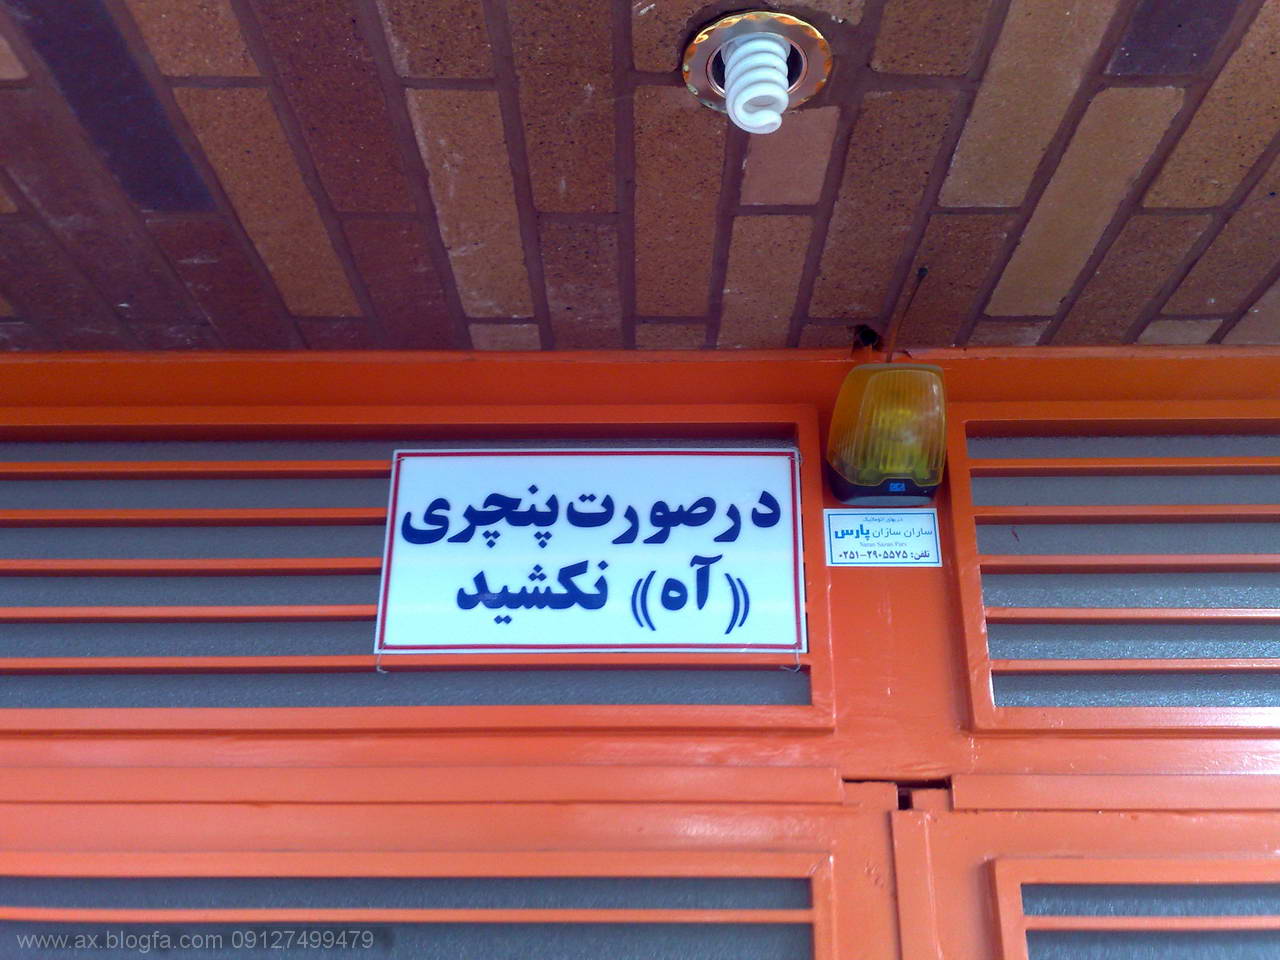 درصورت پنچری
((آه)) نکشید
دربهای اتوماتیک
ساران سازان پارس
Saran Sazan Pars
تلفن: ۲۹۰۵۵۷۵-۰۲۵۱
www.ax.blogfa.com 09127499479